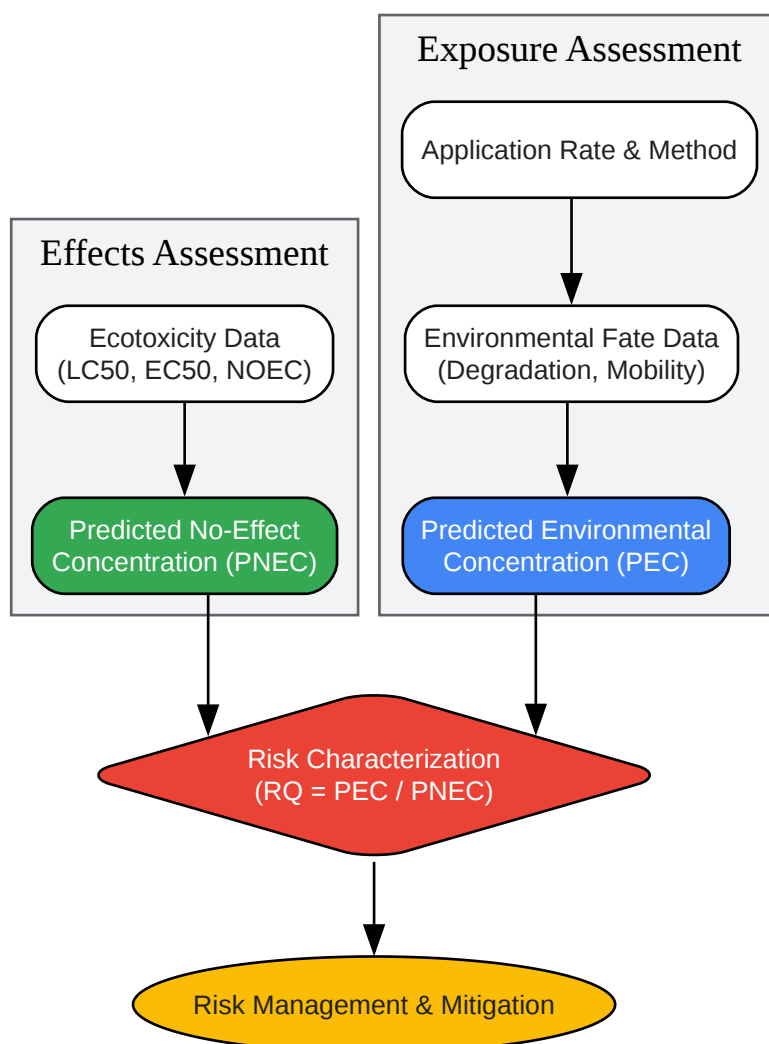 Exposure Assessment
Application Rate & Method
Environmental Fate Data
(Degradation, Mobility)
Predicted Environmental
Concentration (PEC)
Effects Assessment
Ecotoxicity Data
(LC50, EC50, NOEC)
Predicted No-Effect
Concentration (PNEC)
Risk Characterization
(RQ = PEC / PNEC)
Risk Management & Mitigation